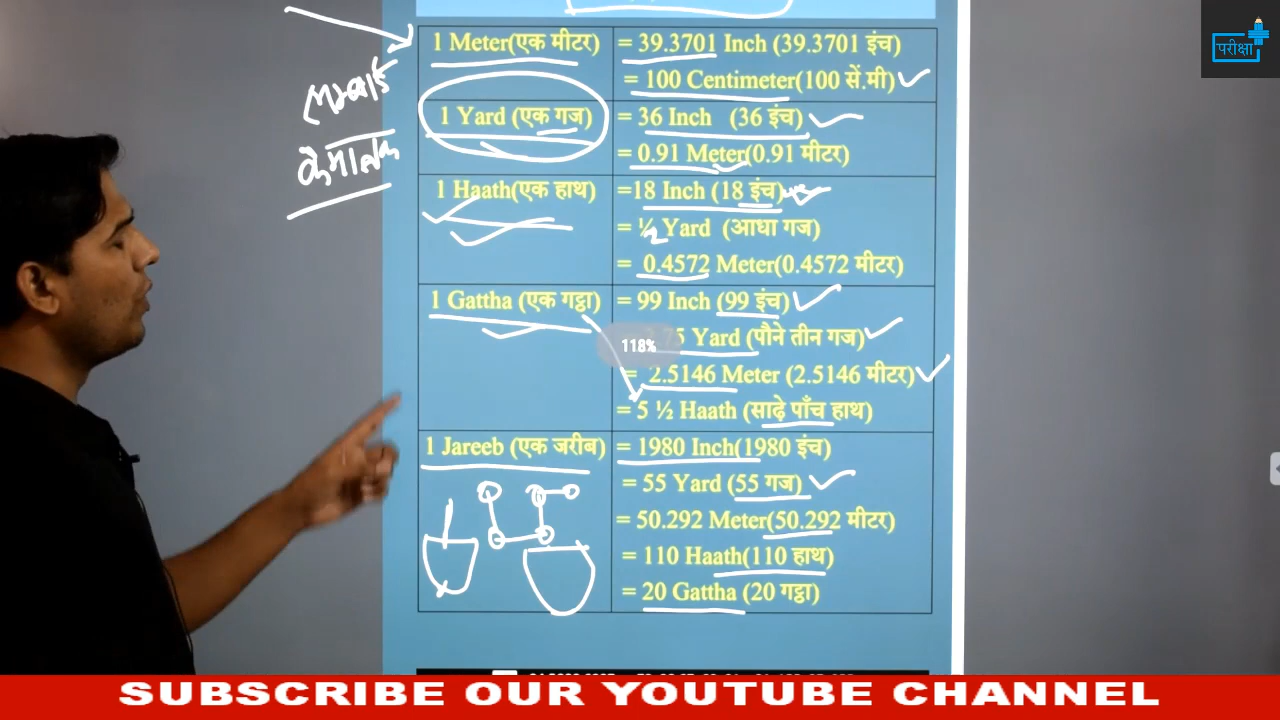 परीक्षा
1 Meter(एक मीटर)
= 39.3701 Inch (39.3701 इंच)
= 100 Centimeter(100 सें.मी)
1 Yard (एक गज)
= 36 Inch (36 इंच)
= 0.91 Meter(0.91 मीटर)
1 Haath(एक हाथ)
=18 Inch (18 इंच)
= ½ Yard (आधा गज)
= 0.4572 Meter(0.4572 मीटर)
1 Gattha (एक गट्ठा)
= 99 Inch (99 इंच)
75 Yard (पौने तीन गज)
118%
= 2.5146 Meter (2.5146 मीटर)
= 5 ½ Haath (साढ़े पाँच हाथ)
1 Jareeb (एक जरीब)
= 1980 Inch(1980 इंच)
= 55 Yard (55 गज)
= 50.292 Meter(50.292 मीटर)
= 110 Haath(110 हाथ)
= 20 Gattha (20 गट्ठा)
SUBSCRIBE OUR YOUTUBE CHANNEL